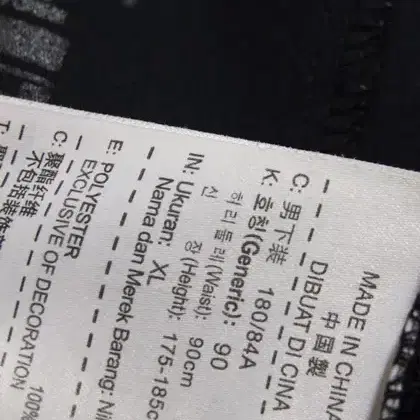 MADE IN CHINA
中國製
DIBUAT DI CINA
C: 男下裝 180/84A
K: 호칭(Generic): 90
허리둘레(Waist): 90cm
신장(Height): 175-185c
IN: Ukuran: XL
Nama dan Merek Barang: Ni
E: POLYESTER 100%
EXCLUSIVE OF DECORATION
C: 聚酯纤维
不包括装饰
T: